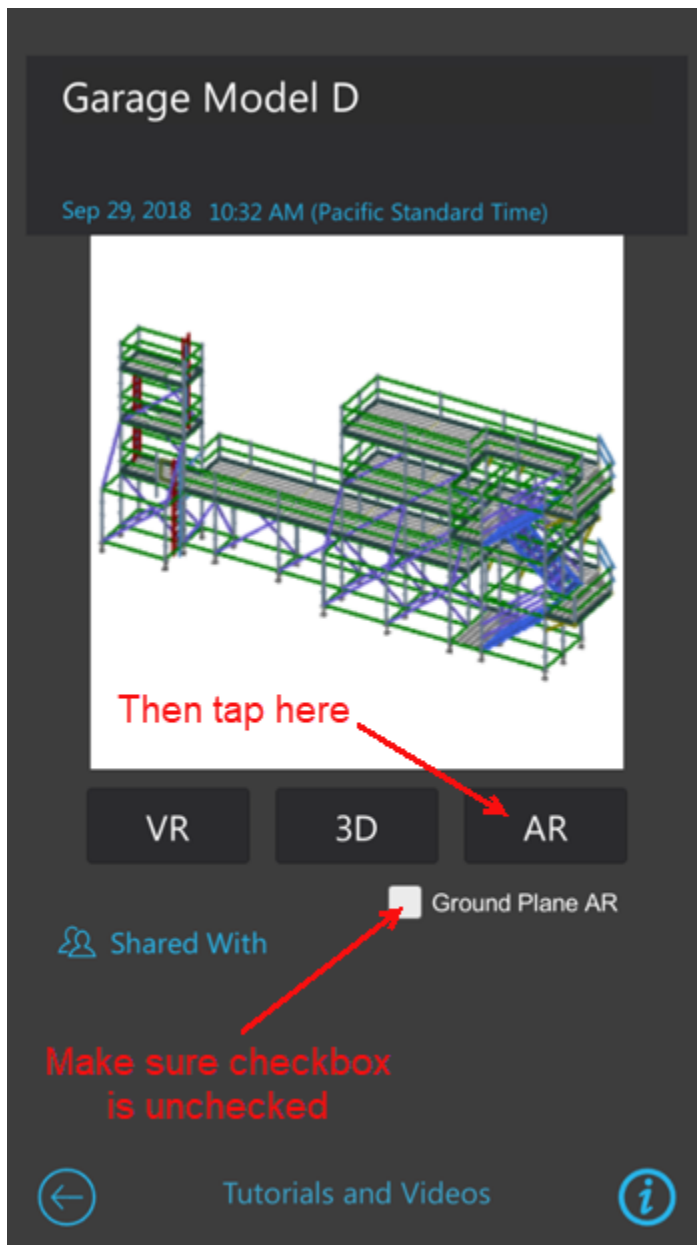 Garage Model D
Sep 29, 2018 10:32 AM (Pacific Standard Time)
Then tap here
VR 3D AR
Ground Plane AR
Shared With
Make sure checkbox
is unchecked
Tutorials and Videos
i